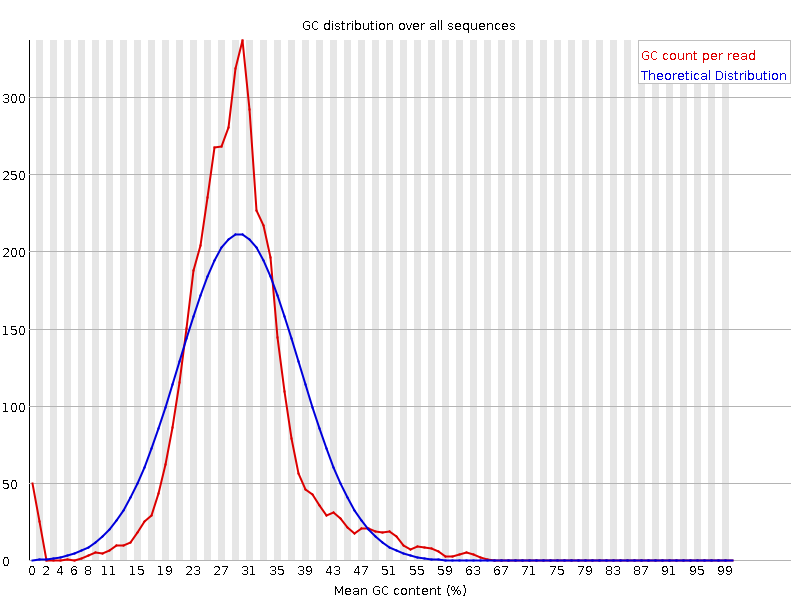 GC distribution over all sequences
GC count per read
Theoretical Distribution
300
250
200
150
100
50
0
0 2 4 6 8 11 15 19 23 27 31 35 39 43 47 51 55 59 63 67 71 75 79 83 87 91 95 99
Mean GC content (%)